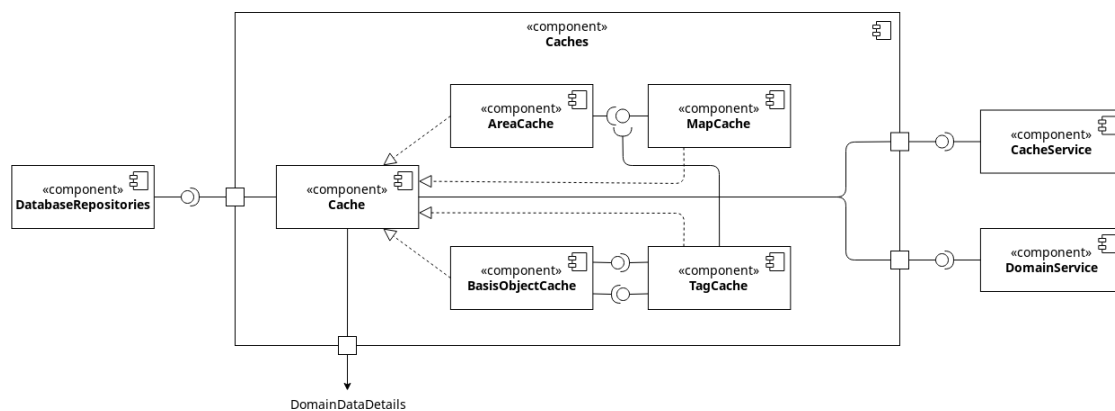 «component»
Caches
«component»
AreaCache
«component»
MapCache
«component»
CacheService
«component»
DatabaseRepositories
«component»
Cache
«component»
DomainService
«component»
BasisObjectCache
«component»
TagCache
DomainDataDetails